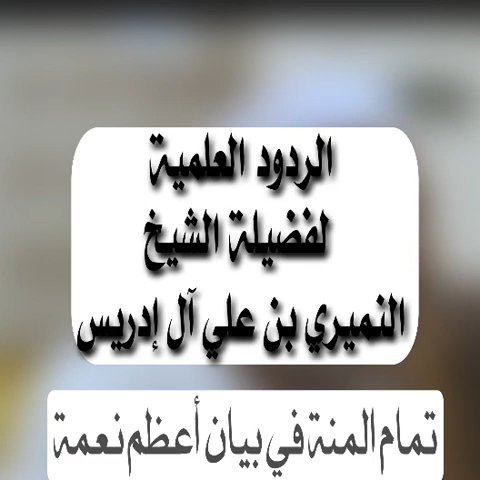 الردود العلمية
لفضيلة الشيخ
النميري بن علي آل إدريس
تمام المنة في بيان أعظم نعمة